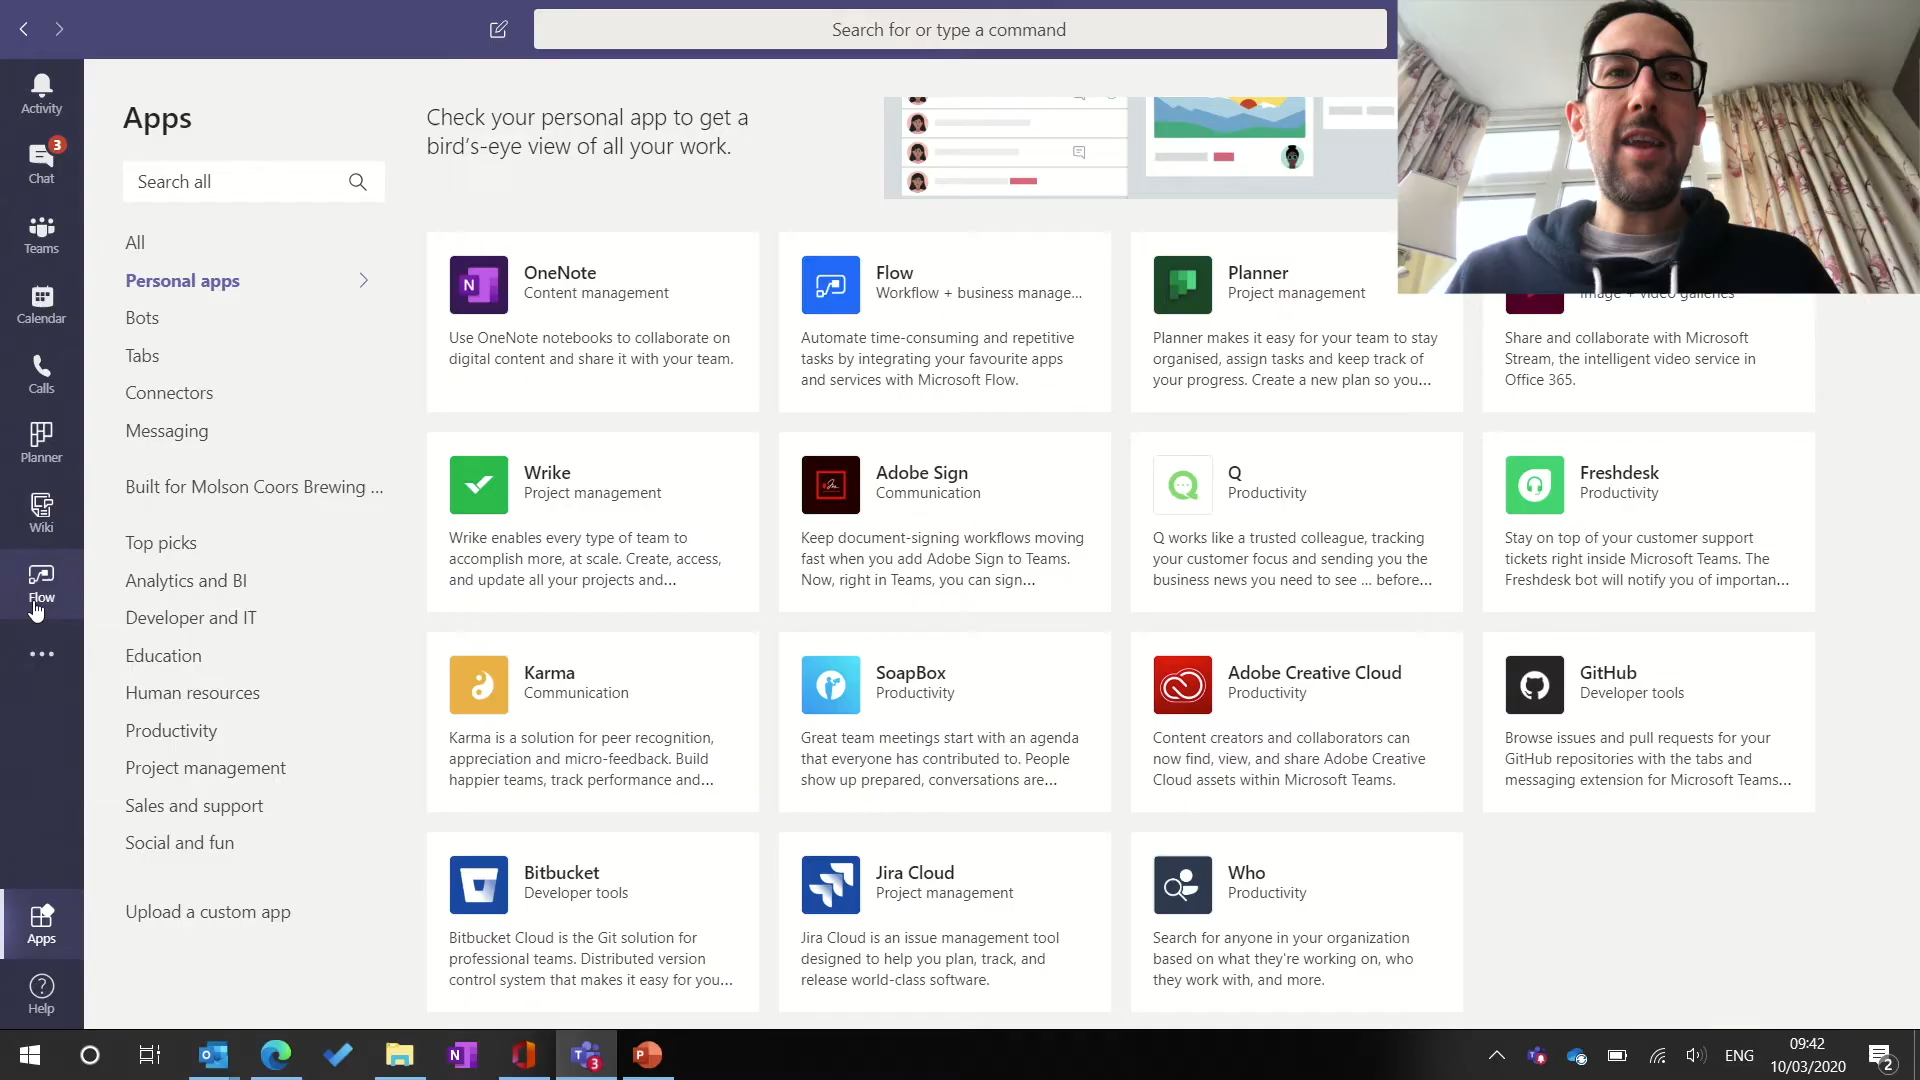 Search for or type a command
Activity
3
Chat
Teams
Calendar
Calls
Planner
Wiki
Flow
Apps
Help
Apps
Search all
All
Personal apps
Bots
Tabs
Connectors
Messaging
Built for Molson Coors Brewing ...
Top picks
Analytics and BI
Developer and IT
Education
Human resources
Productivity
Project management
Sales and support
Social and fun
Upload a custom app
Check your personal app to get a
bird's-eye view of all your work.
OneNote
Content management
Use OneNote notebooks to collaborate on
digital content and share it with your team.
Flow
Workflow + business manage...
Automate time-consuming and repetitive
tasks by integrating your favourite apps
and services with Microsoft Flow.
Planner
Project management
Planner makes it easy for your team to stay
organised, assign tasks and keep track of
your progress. Create a new plan so you...
Share and collaborate with Microsoft
Stream, the intelligent video service in
Office 365.
Wrike
Project management
Wrike enables every type of team to
accomplish more, at scale. Create, access,
and update all your projects and...
Adobe Sign
Communication
Keep document-signing workflows moving
fast when you add Adobe Sign to Teams.
Now, right in Teams, you can sign...
Q
Productivity
Q works like a trusted colleague, tracking
your customer focus and sending you the
business news you need to see ... before...
Freshdesk
Productivity
Stay on top of your customer support
tickets right inside Microsoft Teams. The
Freshdesk bot will notify you of importan...
Karma
Communication
Karma is a solution for peer recognition,
appreciation and micro-feedback. Build
happier teams, track performance and...
SoapBox
Productivity
Great team meetings start with an agenda
that everyone has contributed to. People
show up prepared, conversations are...
Adobe Creative Cloud
Productivity
Content creators and collaborators can
now find, view, and share Adobe Creative
Cloud assets within Microsoft Teams.
GitHub
Developer tools
Browse issues and pull requests for your
GitHub repositories with the tabs and
messaging extension for Microsoft Teams...
Bitbucket
Developer tools
Bitbucket Cloud is the Git solution for
professional teams. Distributed version
control system that makes it easy for you...
Jira Cloud
Project management
Jira Cloud is an issue management tool
designed to help you plan, track, and
release world-class software.
Who
Productivity
Search for anyone in your organization
based on what they're working on, who
they work with, and more.
3
ENG
09:42
10/03/2020
2